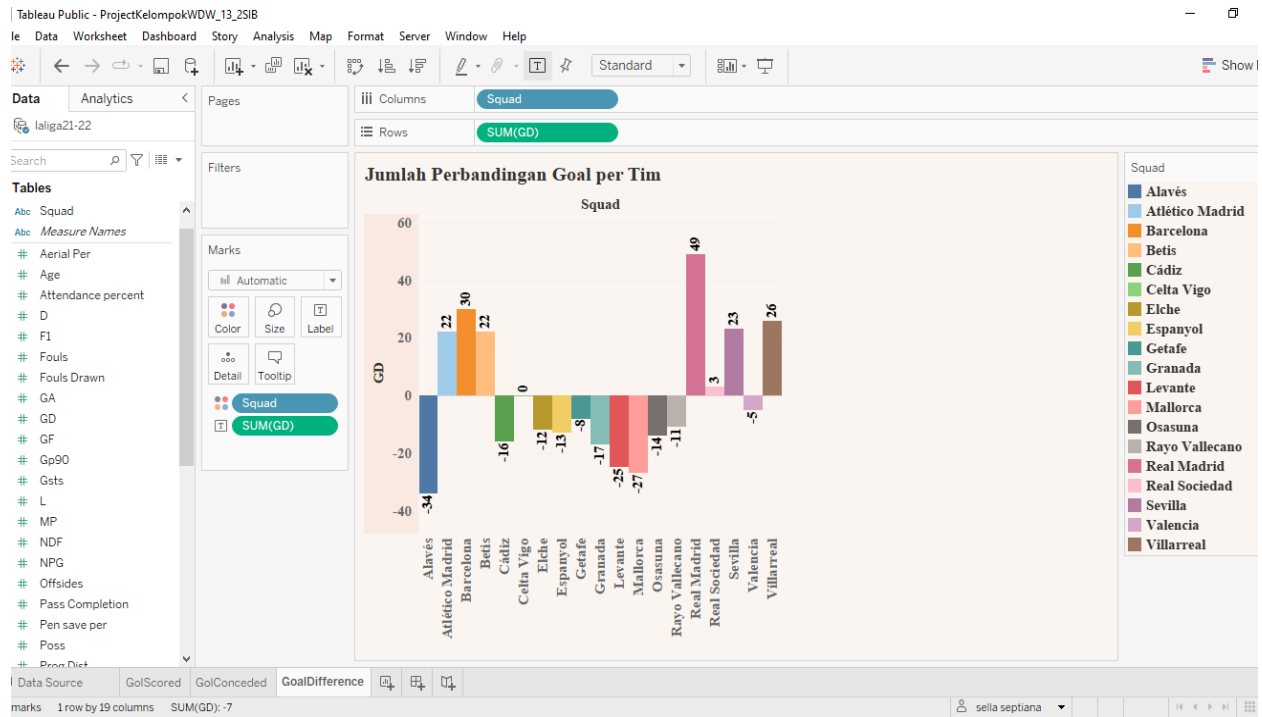 Tableau Public - ProjectKelompokWDW_13_2SIB
le Data Worksheet Dashboard Story Analysis Map Format Server Window Help
T Standard Show
Data Analytics
laliga21-22
Search
Tables
Abc Squad
Abc Measure Names
# Aerial Per
# Age
# Attendance percent
# D
# F1
# Fouls
# Fouls Drawn
# GA
# GD
# GF
# Gp90
# Gsts
# L
# MP
# NDF
# NPG
# Offsides
# Pass Completion
# Pen save per
# Poss
# Prog Dist
Pages
Filters
Marks
Automatic
Color Size Label
Detail Tooltip
Squad
SUM(GD)
Columns Squad
Rows SUM(GD)
Jumlah Perbandingan Goal per Tim
Squad
GD
60
40
20
0
-20
-40
-34
22
30
22
-16
0
-12
-13
-8
-17
-25
-27
-14
-11
49
3
23
-5
26
Alavés
Atlético Madrid
Barcelona
Betis
Cádiz
Celta Vigo
Elche
Espanyol
Getafe
Granada
Levante
Mallorca
Osasuna
Rayo Vallecano
Real Madrid
Real Sociedad
Sevilla
Valencia
Villarreal
Squad
Alavés
Atlético Madrid
Barcelona
Betis
Cádiz
Celta Vigo
Elche
Espanyol
Getafe
Granada
Levante
Mallorca
Osasuna
Rayo Vallecano
Real Madrid
Real Sociedad
Sevilla
Valencia
Villarreal
Data Source GolScored GolConceded GoalDifference
marks 1 row by 19 columns SUM(GD): -7 sella septiana